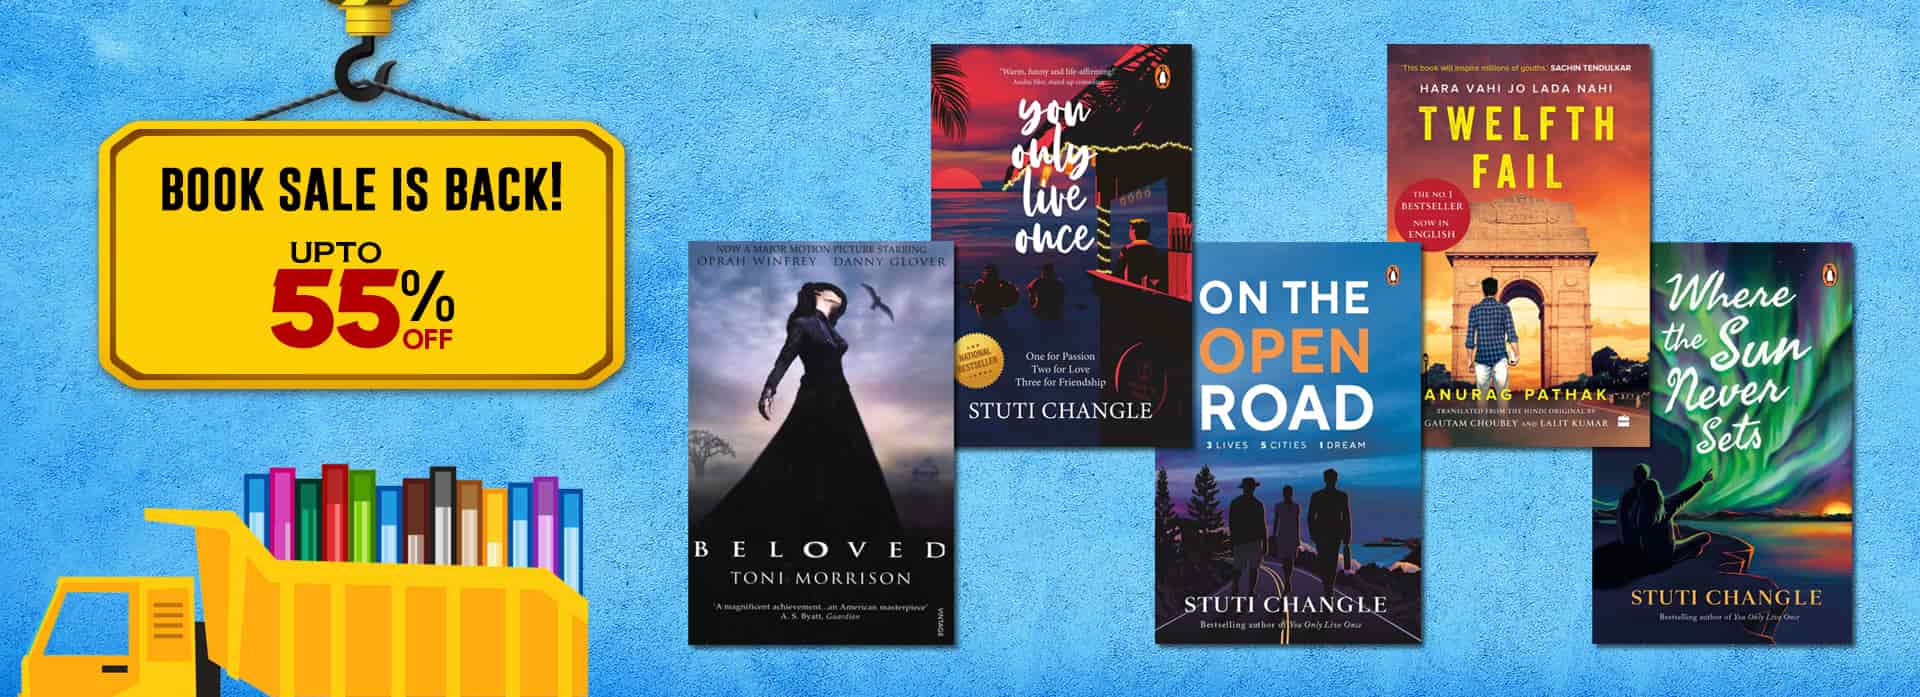 BOOK SALE IS BACK!
UPTO
55%
OFF
NOW A MAJOR MOTION PICTURE STARRING
OPRAH WINFREY DANNY GLOVER
BELOVED
TONI MORRISON
'A magnificent achievement...an American masterpiece'
A. S. Byatt, Guardian
VINTAGE
'Warm, funny and life-affirming!'
you
only
live
once
NATIONAL
BESTSELLER
One for Passion
Two for Love
Three for Friendship
STUTI CHANGLE
ON THE
OPEN
ROAD
3 LIVES 5 CITIES 1 DREAM
STUTI CHANGLE
Bestselling author of You Only Live Once
'This book will inspire millions of youths.' SACHIN TENDULKAR
HARA VAHI JO LADA NAHI
TWELFTH
FAIL
THE NO. 1
BESTSELLER
NOW IN
ENGLISH
ANURAG PATHAK
TRANSLATED FROM THE HINDI ORIGINAL BY
GAUTAM CHOUBEY AND LALIT KUMAR
Where
the Sun
Never
Sets
STUTI CHANGLE
Bestselling author of You Only Live Once